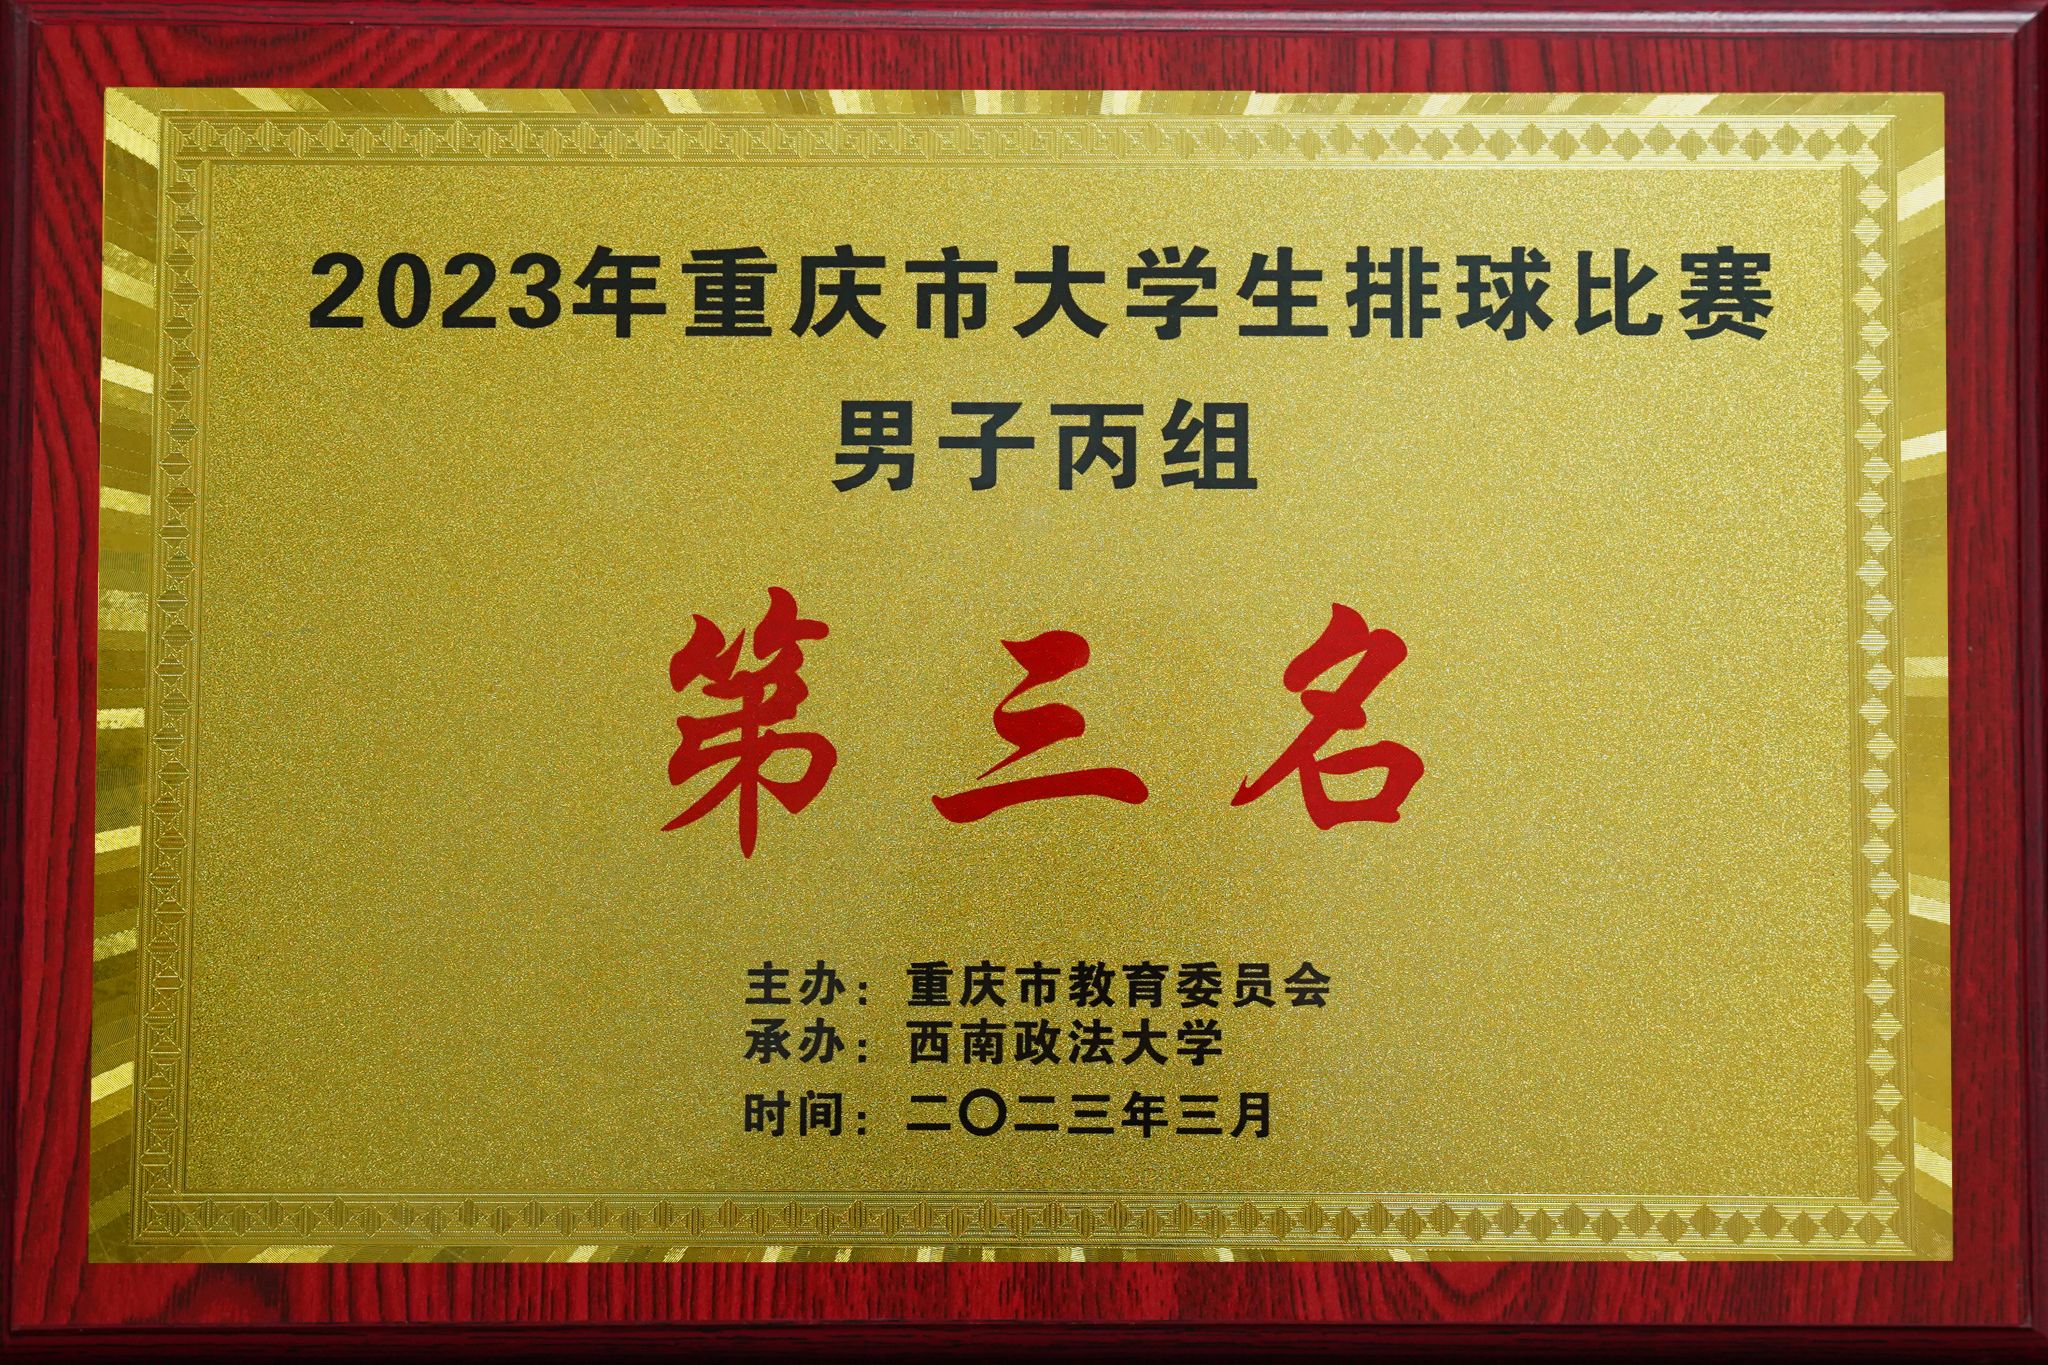 2023年重庆市大学生排球比赛
男子丙组
第三名
主办：重庆市教育委员会
承办：西南政法大学
时间：二〇二三年三月